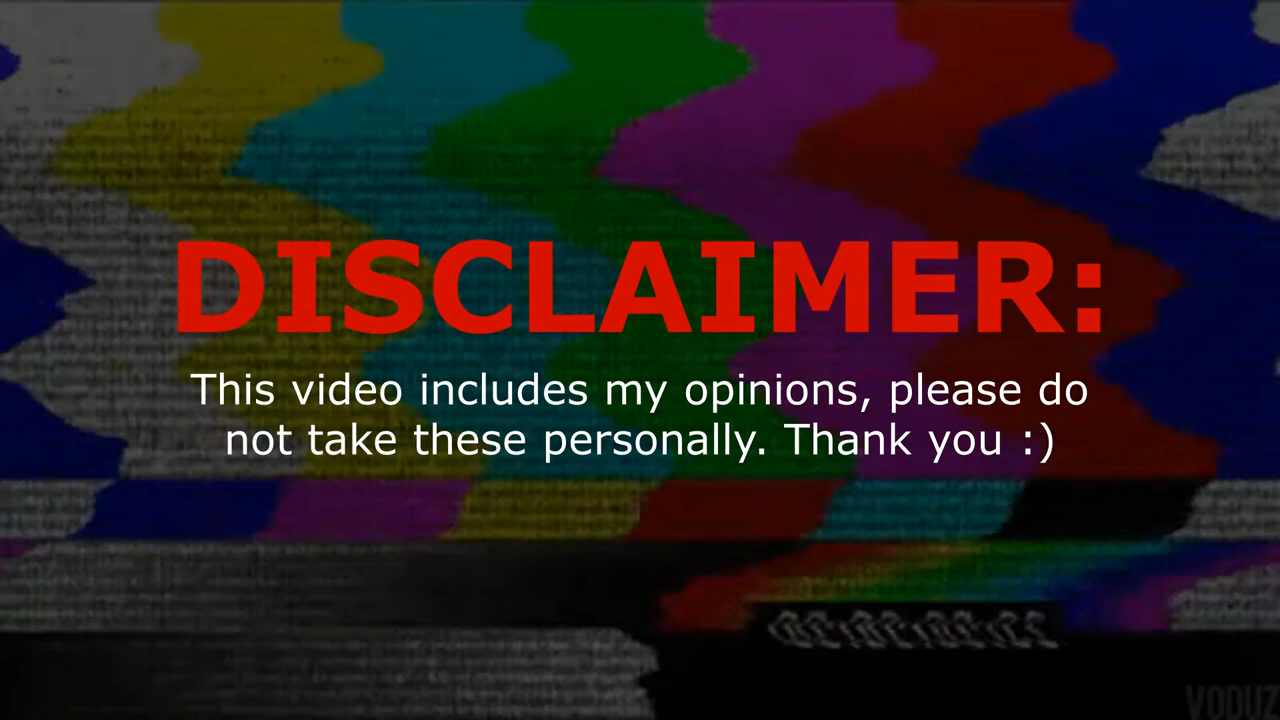 DISCLAIMER:
This video includes my opinions, please do
not take these personally. Thank you :)